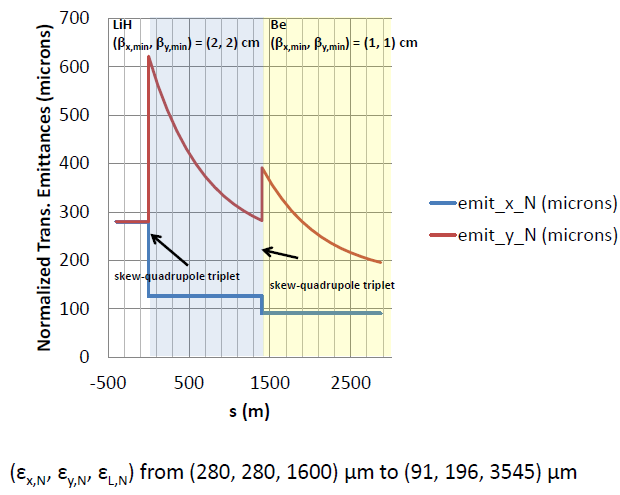 Normalized Trans. Emittances (microns)
700
600
500
400
300
200
100
0
LiH
(βx,min, βy,min) = (2, 2) cm
Be
(βx,min, βy,min) = (1, 1) cm
skew-quadrupole triplet
skew-quadrupole triplet
emit_x_N (microns)
emit_y_N (microns)
-500
500
1500
2500
s (m)
(εx,N, εy,N, εL,N) from (280, 280, 1600) μm to (91, 196, 3545) μm